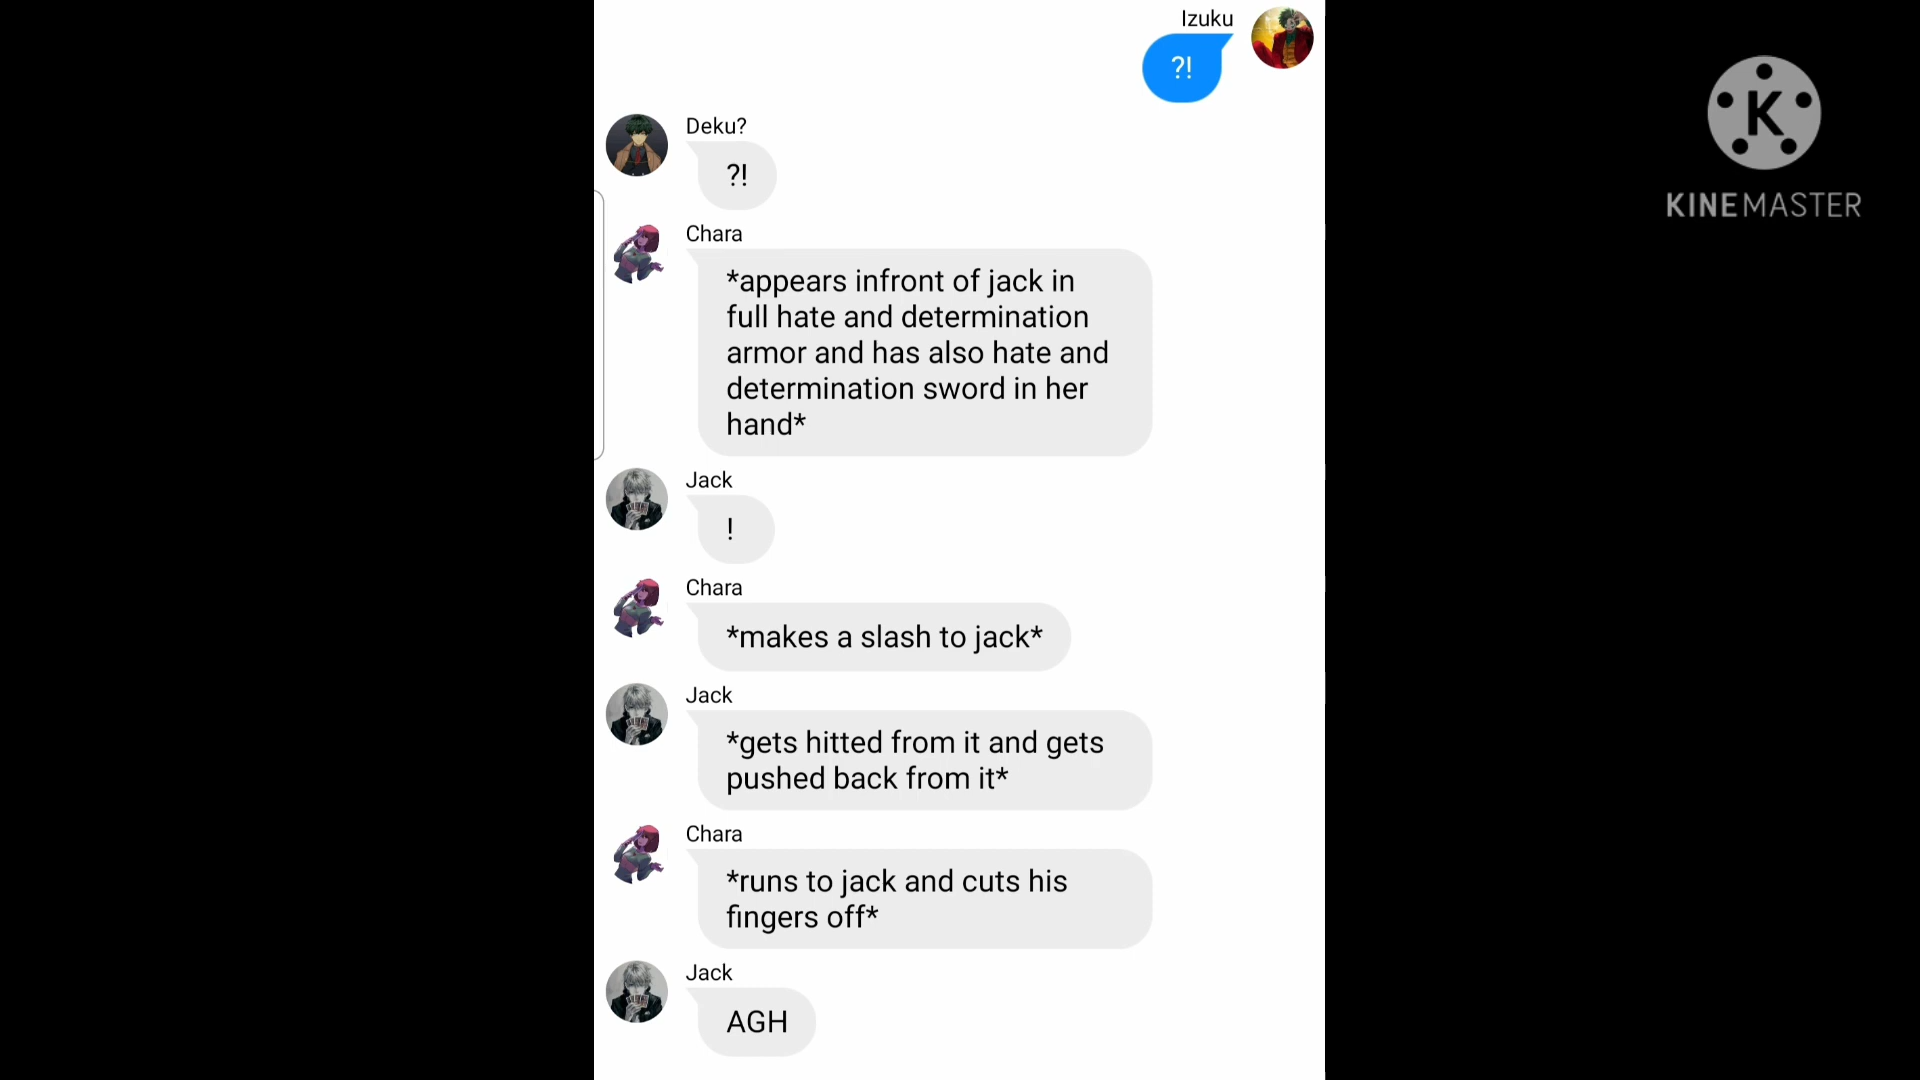 Izuku
?!
Deku?
?!
Chara
*appears infront of jack in
full hate and determination
armor and has also hate and
determination sword in her
hand*
Jack
!
Chara
*makes a slash to jack*
Jack
*gets hitted from it and gets
pushed back from it*
Chara
*runs to jack and cuts his
fingers off*
Jack
AGH
K
KINEMASTER